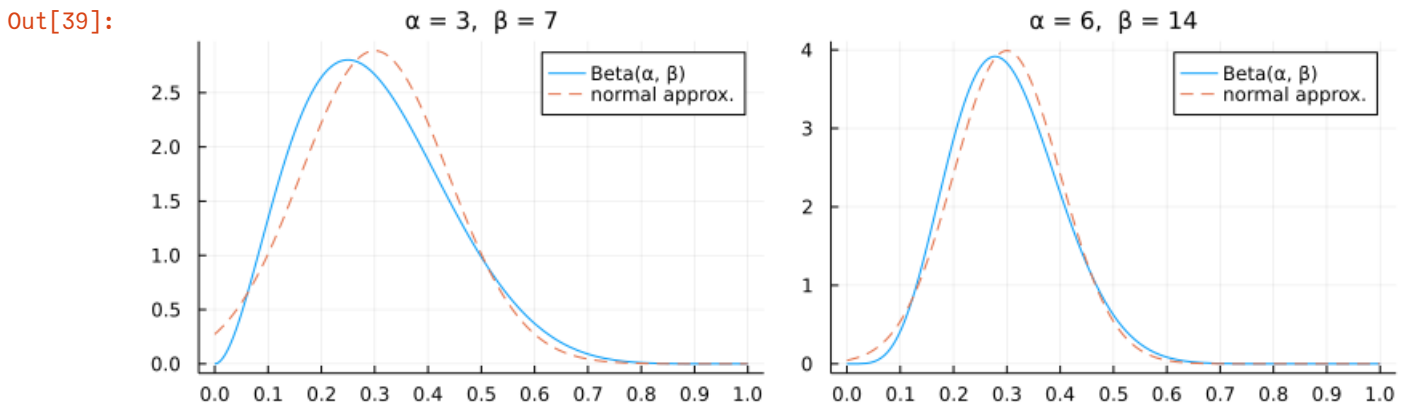 Out[39]:
α = 3, β = 7
Beta(α, β)
normal approx.
2.5
2.0
1.5
1.0
0.5
0.0
0.0 0.1 0.2 0.3 0.4 0.5 0.6 0.7 0.8 0.9 1.0
α = 6, β = 14
Beta(α, β)
normal approx.
4
3
2
1
0
0.0 0.1 0.2 0.3 0.4 0.5 0.6 0.7 0.8 0.9 1.0